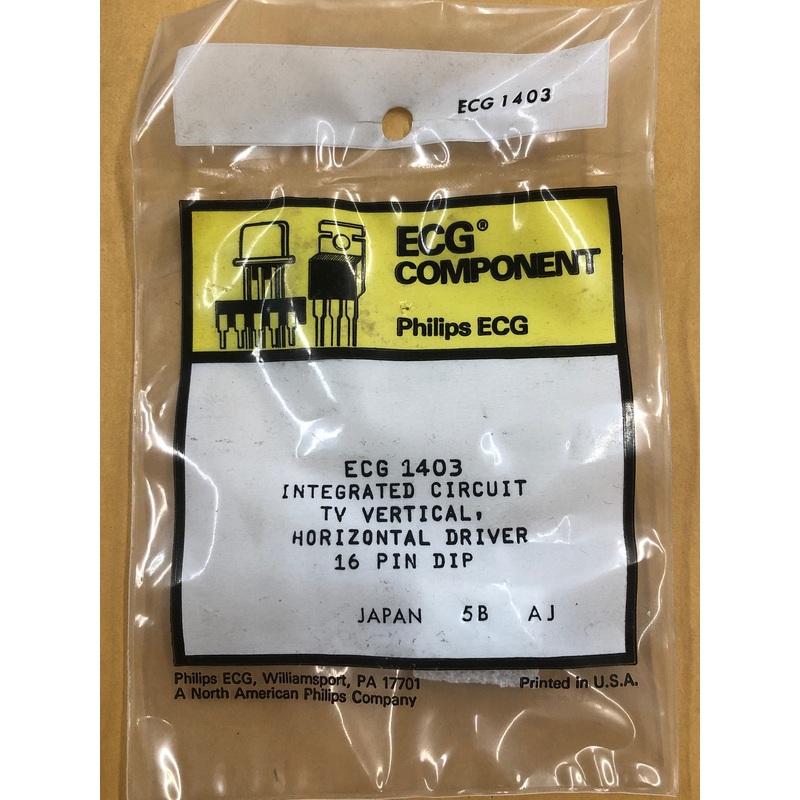 ECG 1403
ECG®
COMPONENT
Philips ECG
ECG 1403
INTEGRATED CIRCUIT
TV VERTICAL,
HORIZONTAL DRIVER
16 PIN DIP
JAPAN 5B AJ
Philips ECG, Williamsport, PA 17701
A North American Philips Company
Printed in U.S.A.